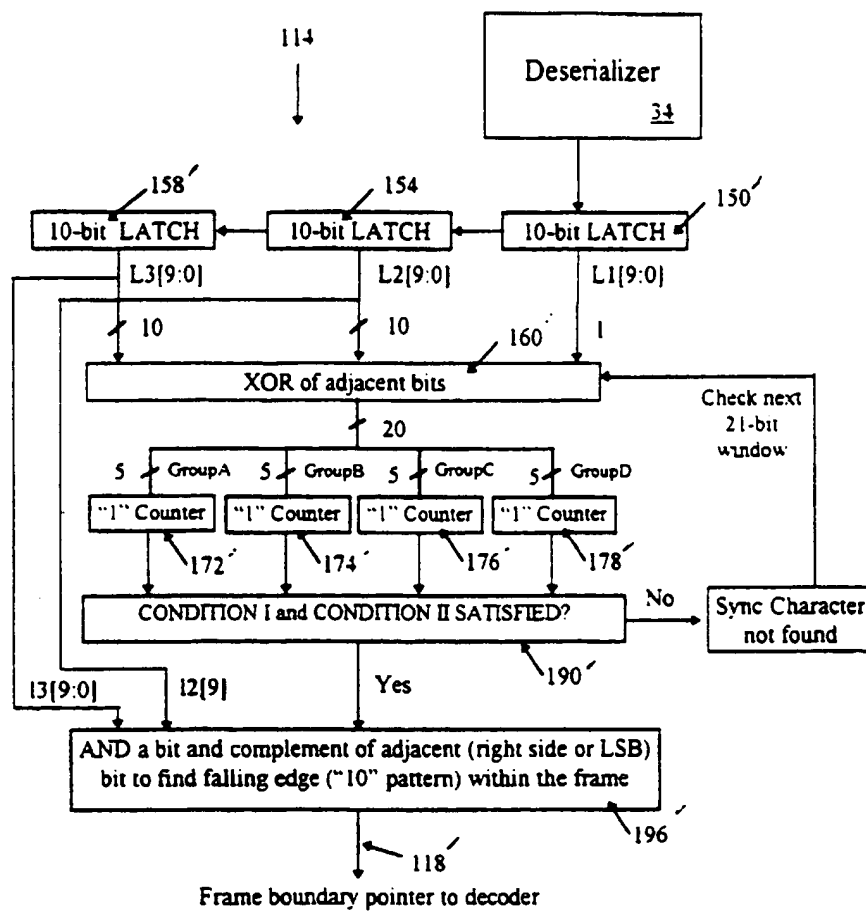 114
Deserializer
34
158′
154
150′
10-bit LATCH
10-bit LATCH
10-bit LATCH
L3[9:0]
L2[9:0]
L1[9:0]
10
10
1
160′
XOR of adjacent bits
Check next
21-bit
window
20
5
GroupA
5
GroupB
5
GroupC
5
GroupD
"1" Counter
"1" Counter
"1" Counter
"1" Counter
172′
174′
176′
178′
CONDITION I and CONDITION II SATISFIED?
No
Sync Character
not found
190′
l3[9:0]
l2[9]
Yes
AND a bit and complement of adjacent (right side or LSB)
bit to find falling edge ("10" pattern) within the frame
196′
118′
Frame boundary pointer to decoder